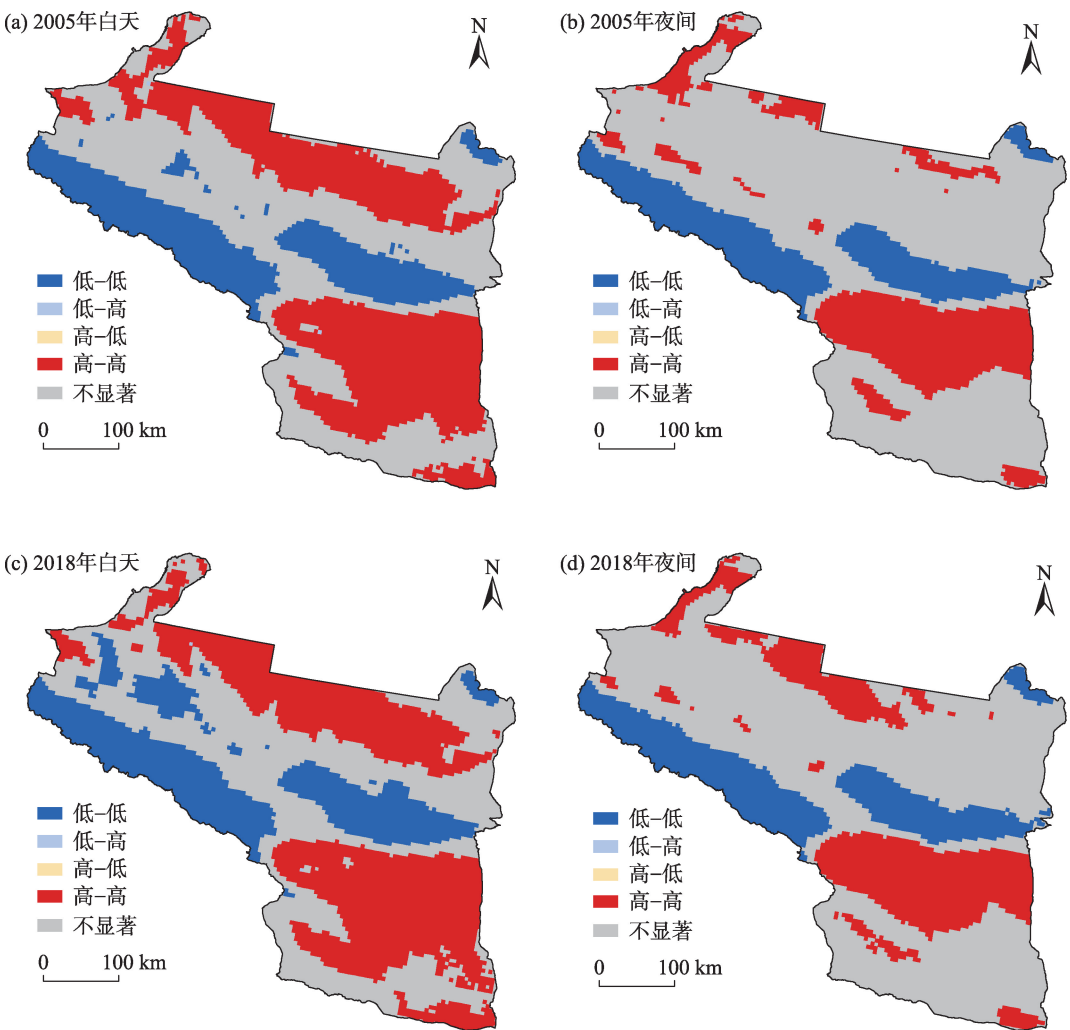 (a) 2005年白天
N
低-低
低-高
高-低
高-高
不显著
0 100 km
(b) 2005年夜间
N
低-低
低-高
高-低
高-高
不显著
0 100 km
(c) 2018年白天
N
低-低
低-高
高-低
高-高
不显著
0 100 km
(d) 2018年夜间
N
低-低
低-高
高-低
高-高
不显著
0 100 km